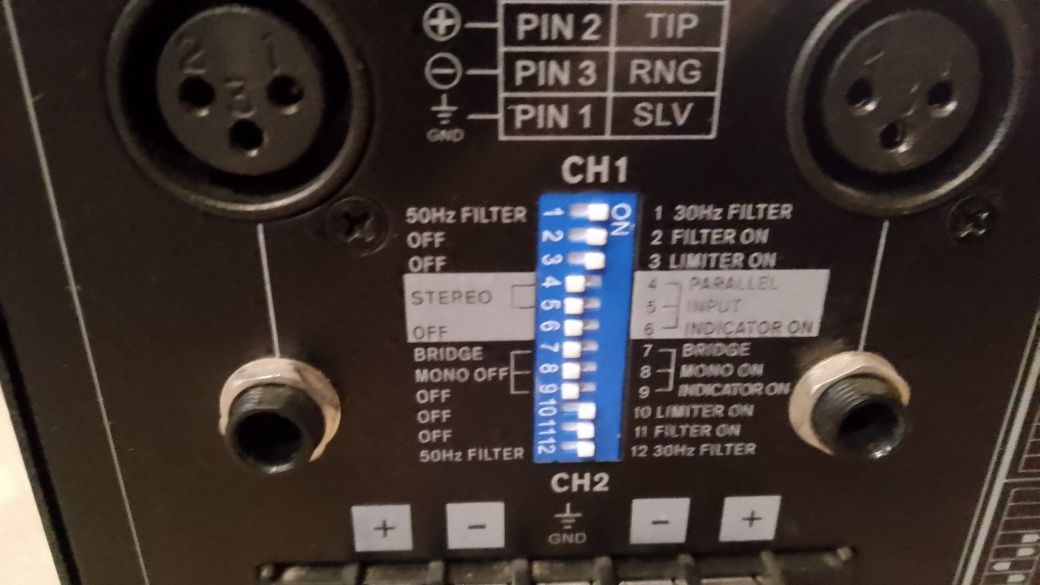 2 1
3
PIN 2 TIP
PIN 3 RNG
GND PIN 1 SLV
CH1
ON
50Hz FILTER 1 1 30Hz FILTER
OFF 2 2 FILTER ON
OFF 3 3 LIMITER ON
STEREO 4 4 PARALLEL
5 5 INPUT
OFF 6 6 INDICATOR ON
BRIDGE 7 7 BRIDGE
MONO OFF 8 8 MONO ON
OFF 9 9 INDICATOR ON
OFF 10 10 LIMITER ON
OFF 11 11 FILTER ON
50Hz FILTER 12 12 30Hz FILTER
CH2
+ - GND - +